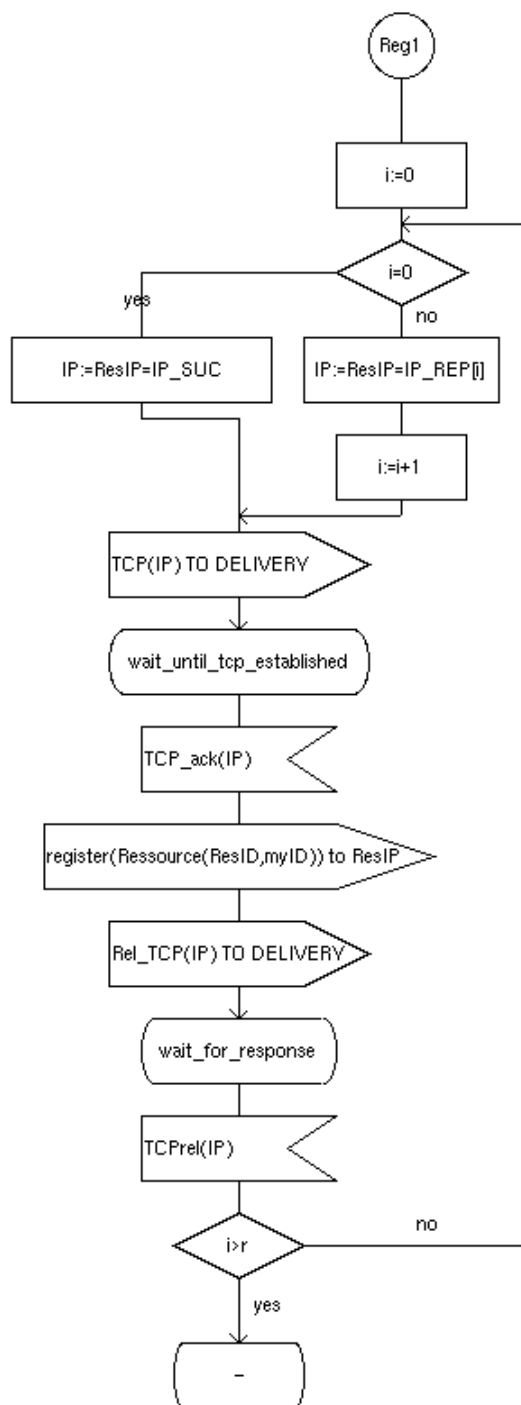 Reg1
i:=0
i=0
yes
no
IP:=ResIP=IP_SUC
IP:=ResIP=IP_REP[i]
i:=i+1
TCP(IP) TO DELIVERY
wait_until_tcp_established
TCP_ack(IP)
register(Ressource(ResID,myID)) to ResIP
Rel_TCP(IP) TO DELIVERY
wait_for_response
TCPrel(IP)
i>r
no
yes
-